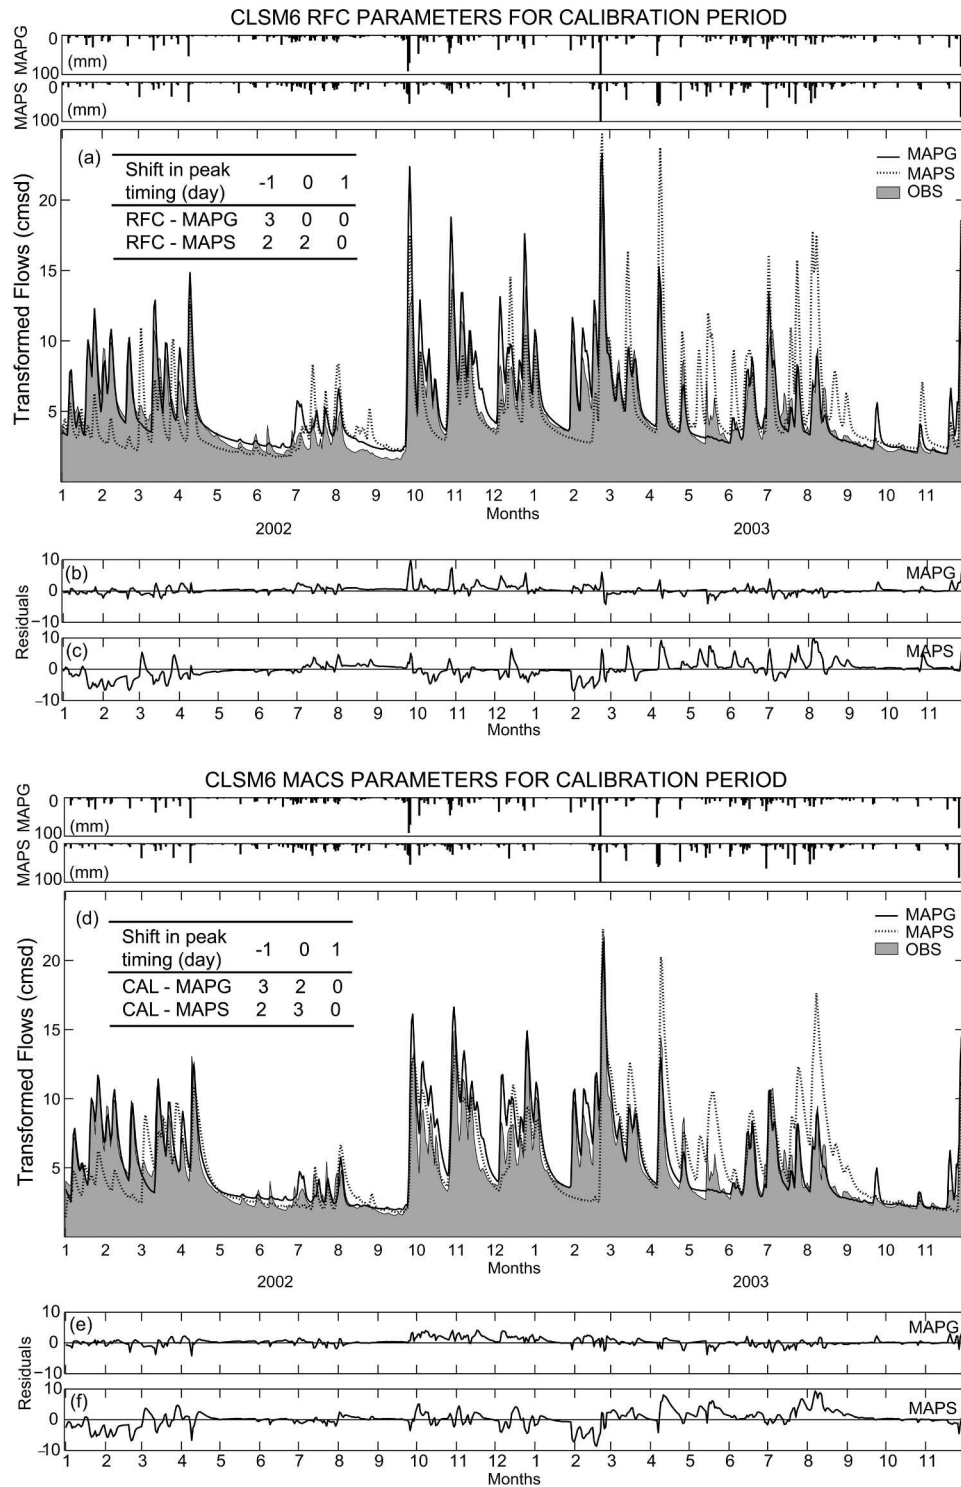 CLSM6 RFC PARAMETERS FOR CALIBRATION PERIOD
MAPG
0
100
(mm)
MAPS
0
100
(mm)
(a)
Shift in peak timing (day) -1 0 1
RFC - MAPG 3 0 0
RFC - MAPS 2 2 0
MAPG
MAPS
OBS
Transformed Flows (cmsd)
20
15
10
5
1 2 3 4 5 6 7 8 9 10 11 12 1 2 3 4 5 6 7 8 9 10 11
Months
2002 2003
Residuals
10
0
−10
(b)
MAPG
10
0
−10
(c)
MAPS
1 2 3 4 5 6 7 8 9 10 11 12 1 2 3 4 5 6 7 8 9 10 11
Months
CLSM6 MACS PARAMETERS FOR CALIBRATION PERIOD
MAPG
0
100
(mm)
MAPS
0
100
(mm)
(d)
Shift in peak timing (day) -1 0 1
CAL - MAPG 3 2 0
CAL - MAPS 2 3 0
MAPG
MAPS
OBS
Transformed Flows (cmsd)
20
15
10
5
1 2 3 4 5 6 7 8 9 10 11 12 1 2 3 4 5 6 7 8 9 10 11
Months
2002 2003
Residuals
10
0
−10
(e)
MAPG
10
0
−10
(f)
MAPS
1 2 3 4 5 6 7 8 9 10 11 12 1 2 3 4 5 6 7 8 9 10 11
Months